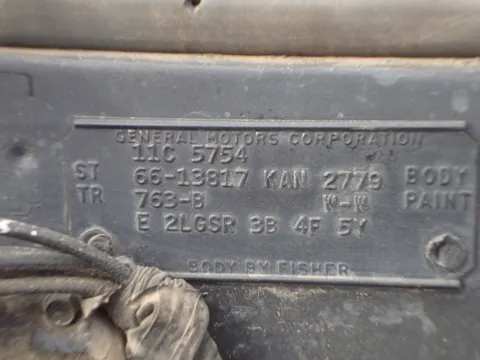 GENERAL MOTORS CORPORATION
11C 5754
ST 66-13817 KAN 2779 BODY
TR 763-B W-W PAINT
E 2LGSR 3B 4F 5Y
BODY BY FISHER